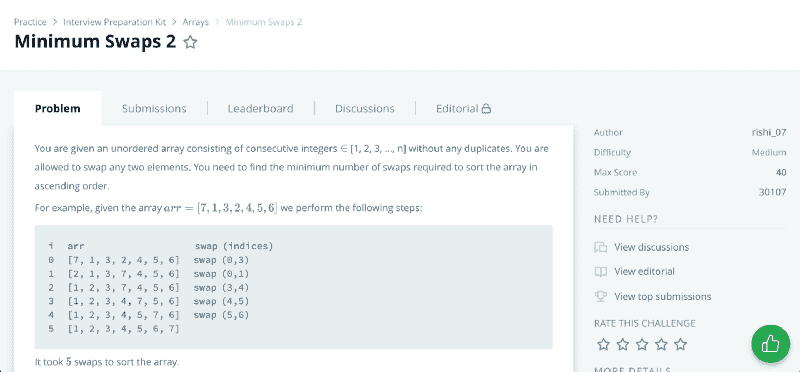 Practice > Interview Preparation Kit > Arrays > Minimum Swaps 2
Minimum Swaps 2
Problem
Submissions
Leaderboard
Discussions
Editorial
You are given an unordered array consisting of consecutive integers ∈ [1, 2, 3, ..., n] without any duplicates. You are
allowed to swap any two elements. You need to find the minimum number of swaps required to sort the array in
ascending order.
For example, given the array arr = [7, 1, 3, 2, 4, 5, 6] we perform the following steps:
i arr swap (indices)
0 [7, 1, 3, 2, 4, 5, 6] swap (0,3)
1 [2, 1, 3, 7, 4, 5, 6] swap (0,1)
2 [1, 2, 3, 7, 4, 5, 6] swap (3,4)
3 [1, 2, 3, 4, 7, 5, 6] swap (4,5)
4 [1, 2, 3, 4, 5, 7, 6] swap (5,6)
5 [1, 2, 3, 4, 5, 6, 7]
It took 5 swaps to sort the array.
Author rishi_07
Difficulty Medium
Max Score 40
Submitted By 30107
NEED HELP?
View discussions
View editorial
View top submissions
RATE THIS CHALLENGE
MORE DETAILS